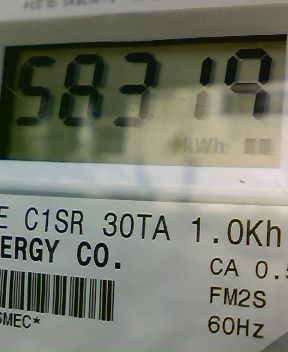 58319
kWh
E C1SR 30TA 1.0Kh
ERGY CO.
CA 0.5
FM2S
SMEC*
60Hz